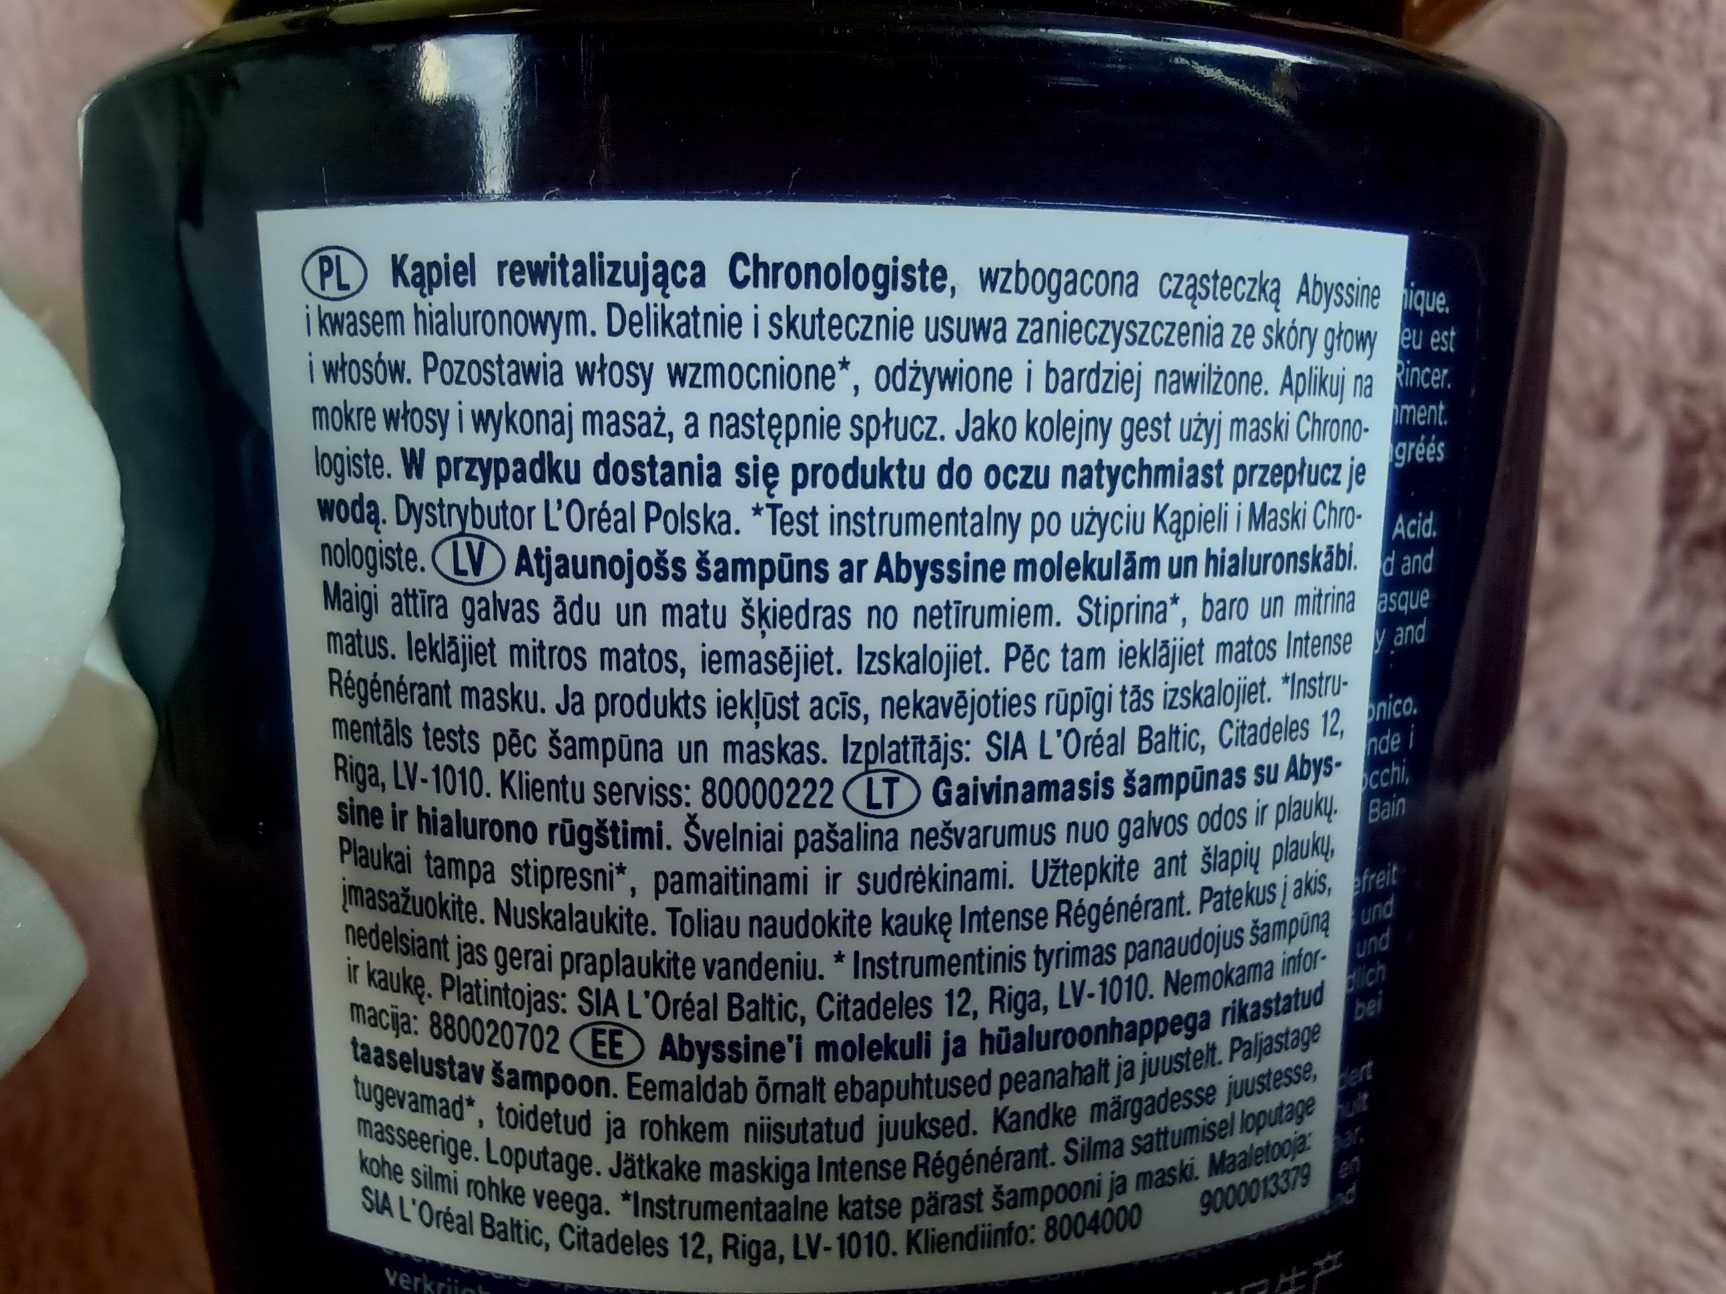 PL Kąpiel rewitalizująca Chronologiste, wzbogacona cząsteczką Abyssine
i kwasem hialuronowym. Delikatnie i skutecznie usuwa zanieczyszczenia ze skóry głowy
i włosów. Pozostawia włosy wzmocnione*, odżywione i bardziej nawilżone. Aplikuj na
mokre włosy i wykonaj masaż, a następnie spłucz. Jako kolejny gest użyj maski Chrono-
logiste. W przypadku dostania się produktu do oczu natychmiast przepłucz je
wodą. Dystrybutor L'Oréal Polska. *Test instrumentalny po użyciu Kąpieli i Maski Chro-
nologiste. LV Atjaunojošs šampūns ar Abyssine molekulām un hialuronskābi.
Maigi attīra galvas ādu un matu šķiedras no netīrumiem. Stiprina*, baro un mitrina
matus. Ieklājiet mitros matos, iemasējiet. Izskalojiet. Pēc tam ieklājiet matos Intense
Régénérant masku. Ja produkts iekļūst acīs, nekavējoties rūpīgi tās izskalojiet. *Instru-
mentāls tests pēc šampūna un maskas. Izplatītājs: SIA L'Oréal Baltic, Citadeles 12,
Riga, LV-1010. Klientu serviss: 80000222 LT Gaivinamasis šampūnas su Abys-
sine ir hialurono rūgštimi. Švelniai pašalina nešvarumus nuo galvos odos ir plaukų.
Plaukai tampa stipresni*, pamaitinami ir sudrėkinami. Užtepkite ant šlapių plaukų,
įmasažuokite. Nuskalaukite. Toliau naudokite kaukę Intense Régénérant. Patekus į akis,
nedelsiant jas gerai praplaukite vandeniu. * Instrumentinis tyrimas panaudojus šampūną
ir kaukę. Platintojas: SIA L'Oréal Baltic, Citadeles 12, Riga, LV-1010. Nemokama infor-
macija: 880020702 EE Abyssine'i molekuli ja hüaluroonhappega rikastatud
taaselustav šampoon. Eemaldab õrnalt ebapuhtused peanahalt ja juustelt. Paljastage
tugevamad*, toidetud ja rohkem niisutatud juuksed. Kandke märgadesse juustesse,
masseerige. Loputage. Jätkake maskiga Intense Régénérant. Silma sattumisel loputage
kohe silmi rohke veega. *Instrumentaalne katse pärast šampooni ja maski. Maaletooja:
SIA L'Oréal Baltic, Citadeles 12, Riga, LV-1010. Kliendiinfo: 8004000 9000013379
est
Acid.
and
and
Bain
und
und
bei
en